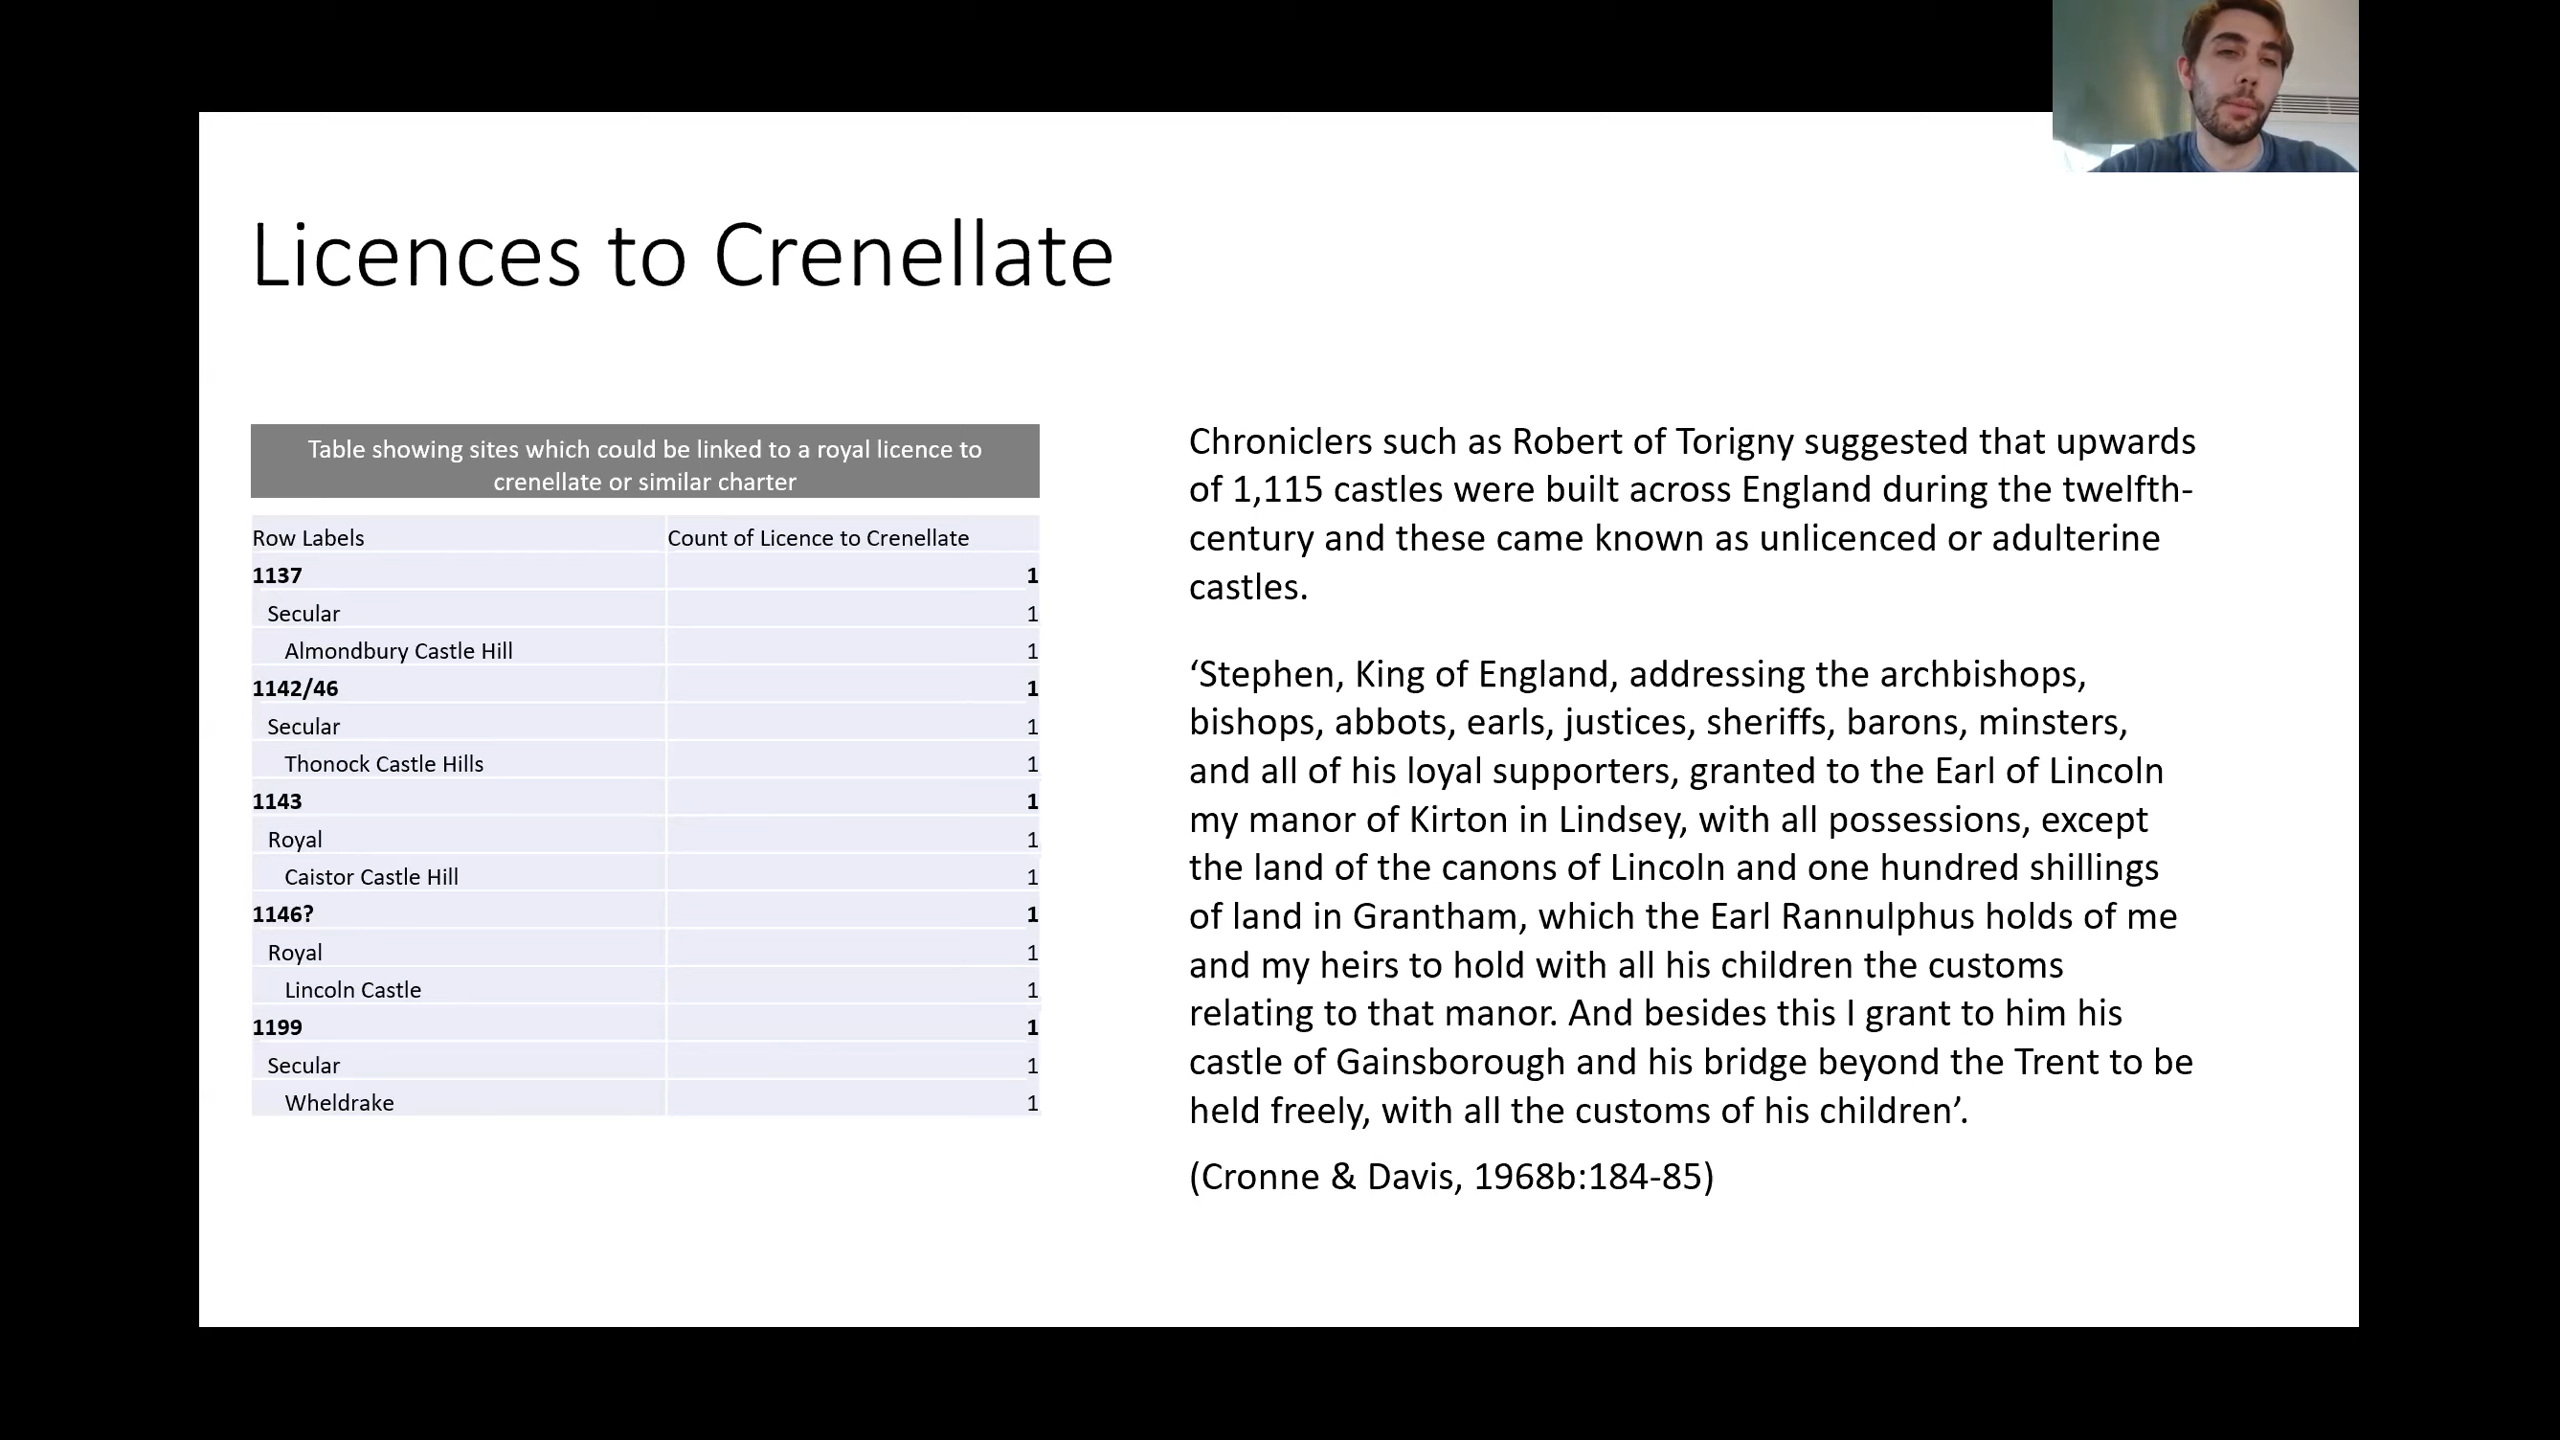 Licences to Crenellate
Table showing sites which could be linked to a royal licence to
crenellate or similar charter
Row Labels Count of Licence to Crenellate
1137 1
Secular 1
Almondbury Castle Hill 1
1142/46 1
Secular 1
Thonock Castle Hills 1
1143 1
Royal 1
Caistor Castle Hill 1
1146? 1
Royal 1
Lincoln Castle 1
1199 1
Secular 1
Wheldrake 1
Chroniclers such as Robert of Torigny suggested that upwards
of 1,115 castles were built across England during the twelfth-
century and these came known as unlicenced or adulterine
castles.
‘Stephen, King of England, addressing the archbishops,
bishops, abbots, earls, justices, sheriffs, barons, minsters,
and all of his loyal supporters, granted to the Earl of Lincoln
my manor of Kirton in Lindsey, with all possessions, except
the land of the canons of Lincoln and one hundred shillings
of land in Grantham, which the Earl Rannulphus holds of me
and my heirs to hold with all his children the customs
relating to that manor. And besides this I grant to him his
castle of Gainsborough and his bridge beyond the Trent to be
held freely, with all the customs of his children’.
(Cronne & Davis, 1968b:184-85)